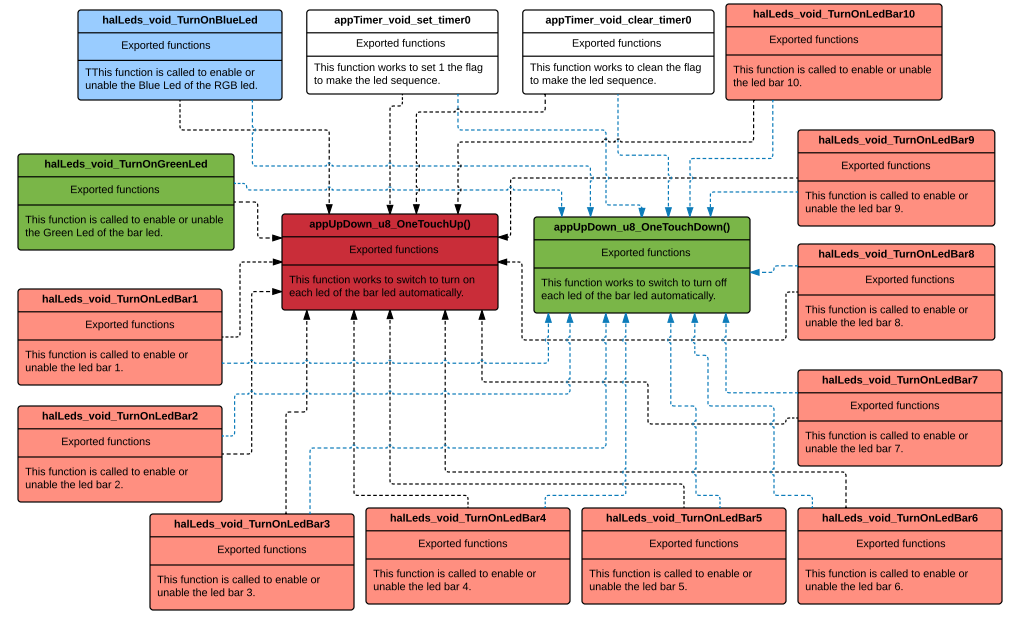 halLeds_void_TurnOnBlueLed
Exported functions
TThis function is called to enable or
unable the Blue Led of the RGB led.
appTimer_void_set_timer0
Exported functions
This function works to set 1 the flag
to make the led sequence.
appTimer_void_clear_timer0
Exported functions
This function works to clean the flag
to make the led sequence.
halLeds_void_TurnOnLedBar10
Exported functions
This function is called to enable or unable
the led bar 10.
halLeds_void_TurnOnLedBar9
Exported functions
This function is called to enable or
unable the led bar 9.
halLeds_void_TurnOnGreenLed
Exported functions
This function is called to enable or unable
the Green Led of the bar led.
appUpDown_u8_OneTouchUp()
Exported functions
This function works to switch to turn on
each led of the bar led automatically.
appUpDown_u8_OneTouchDown()
Exported functions
This function works to switch to turn off
each led of the bar led automatically.
halLeds_void_TurnOnLedBar8
Exported functions
This function is called to enable or
unable the led bar 8.
halLeds_void_TurnOnLedBar1
Exported functions
This function is called to enable or
unable the led bar 1.
halLeds_void_TurnOnLedBar7
Exported functions
This function is called to enable or
unable the led bar 7.
halLeds_void_TurnOnLedBar2
Exported functions
This function is called to enable or
unable the led bar 2.
halLeds_void_TurnOnLedBar3
Exported functions
This function is called to enable or
unable the led bar 3.
halLeds_void_TurnOnLedBar4
Exported functions
This function is called to enable or
unable the led bar 4.
halLeds_void_TurnOnLedBar5
Exported functions
This function is called to enable or
unable the led bar 5.
halLeds_void_TurnOnLedBar6
Exported functions
This function is called to enable or
unable the led bar 6.